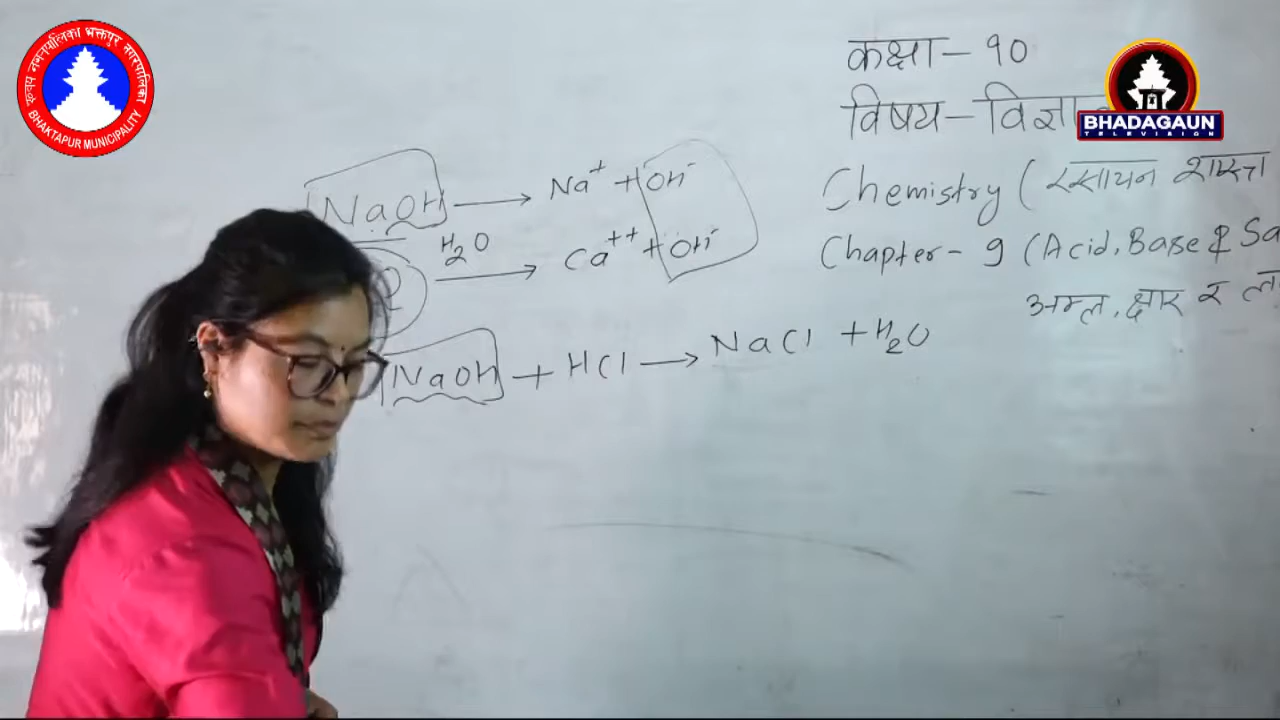 BHAKTAPUR MUNICIPALITY
BHADAGAUN
TELEVISION
कक्षा - १०
विषय - विज्ञान
Chemistry (रसायन शास्त्र
Chapter - 9 (Acid, Base & Sa
अम्ल, क्षार र ल
NaOH ⟶ Na⁺ + OH⁻
H₂O ⟶ Ca⁺⁺ + OH⁻
NaOH + HCl ⟶ NaCl + H₂O